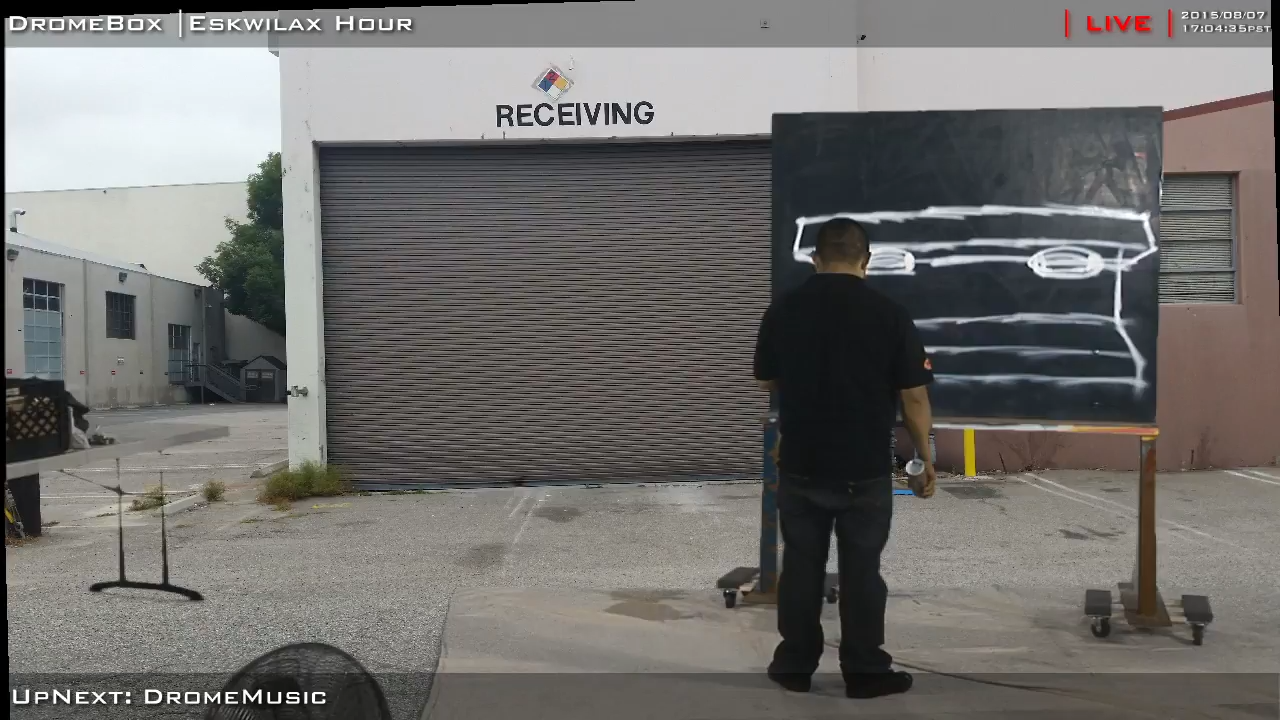 DromeBox | Eskwilax Hour
| LIVE |
2015/08/07
17:04:35PST
RECEIVING
UpNext: DromeMusic